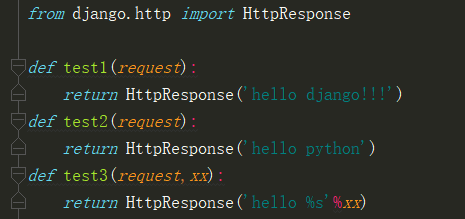 from django.http import HttpResponse
def test1(request):
return HttpResponse('hello django!!!')
def test2(request):
return HttpResponse('hello python')
def test3(request,xx):
return HttpResponse('hello %s'%xx)